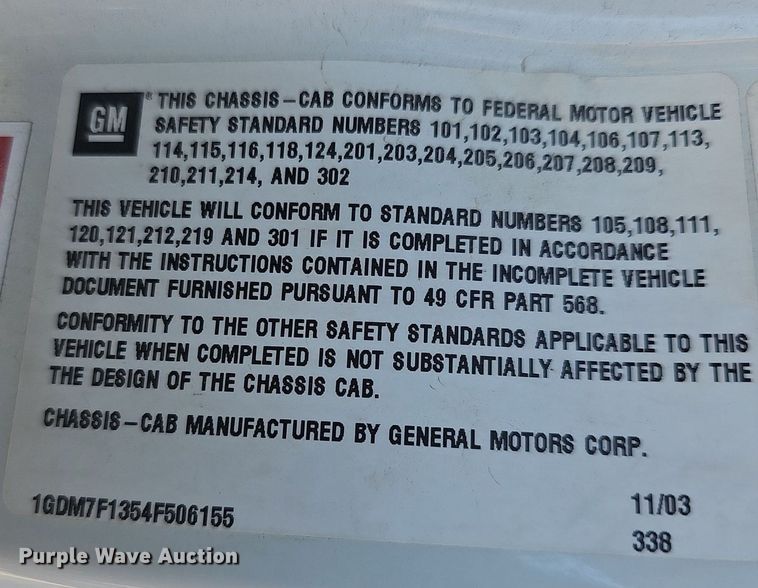 GM
® THIS CHASSIS-CAB CONFORMS TO FEDERAL MOTOR VEHICLE
SAFETY STANDARD NUMBERS 101,102,103,104,106,107,113,
114,115,116,118,124,201,203,204,205,206,207,208,209,
210,211,214, AND 302
THIS VEHICLE WILL CONFORM TO STANDARD NUMBERS 105,108,111,
120,121,212,219 AND 301 IF IT IS COMPLETED IN ACCORDANCE
WITH THE INSTRUCTIONS CONTAINED IN THE INCOMPLETE VEHICLE
DOCUMENT FURNISHED PURSUANT TO 49 CFR PART 568.
CONFORMITY TO THE OTHER SAFETY STANDARDS APPLICABLE TO THIS
VEHICLE WHEN COMPLETED IS NOT SUBSTANTIALLY AFFECTED BY THE
THE DESIGN OF THE CHASSIS CAB.
CHASSIS-CAB MANUFACTURED BY GENERAL MOTORS CORP.
1GDM7F1354F506155
11/03
338
Purple Wave Auction